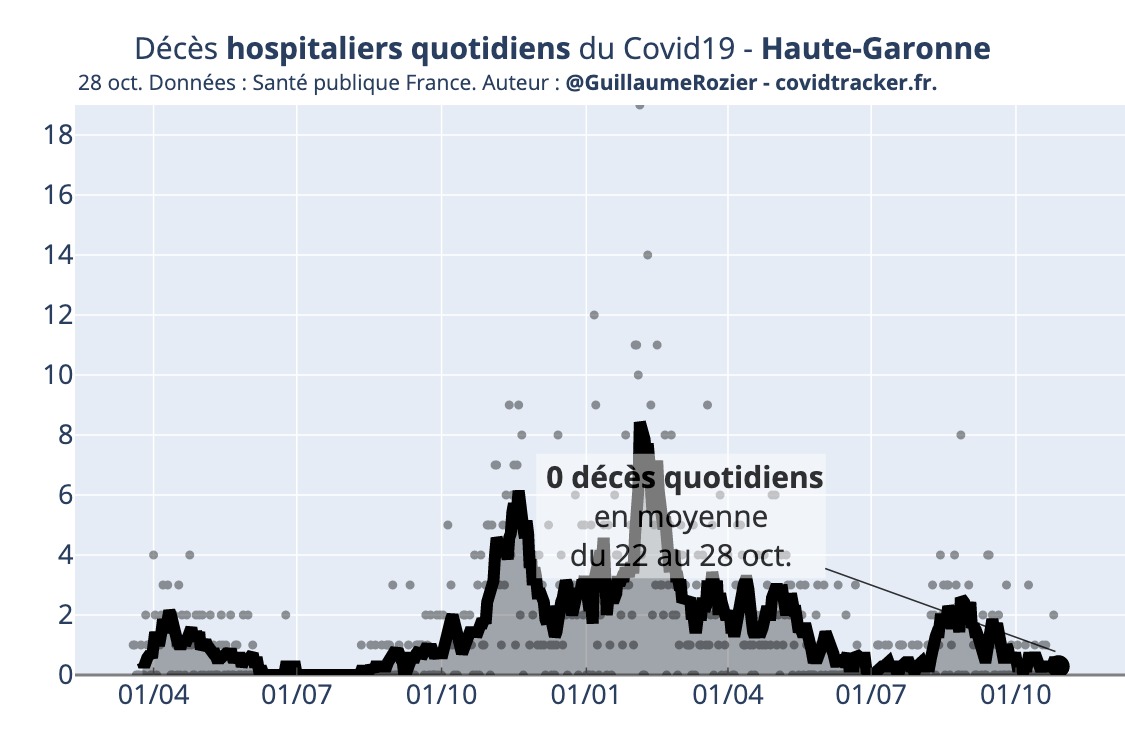 Décès hospitaliers quotidiens du Covid19 - Haute-Garonne
28 oct. Données : Santé publique France. Auteur : @GuillaumeRozier - covidtracker.fr.
18
16
14
12
10
8
6
4
2
0
0 décès quotidiens
en moyenne
du 22 au 28 oct.
01/04 01/07 01/10 01/01 01/04 01/07 01/10